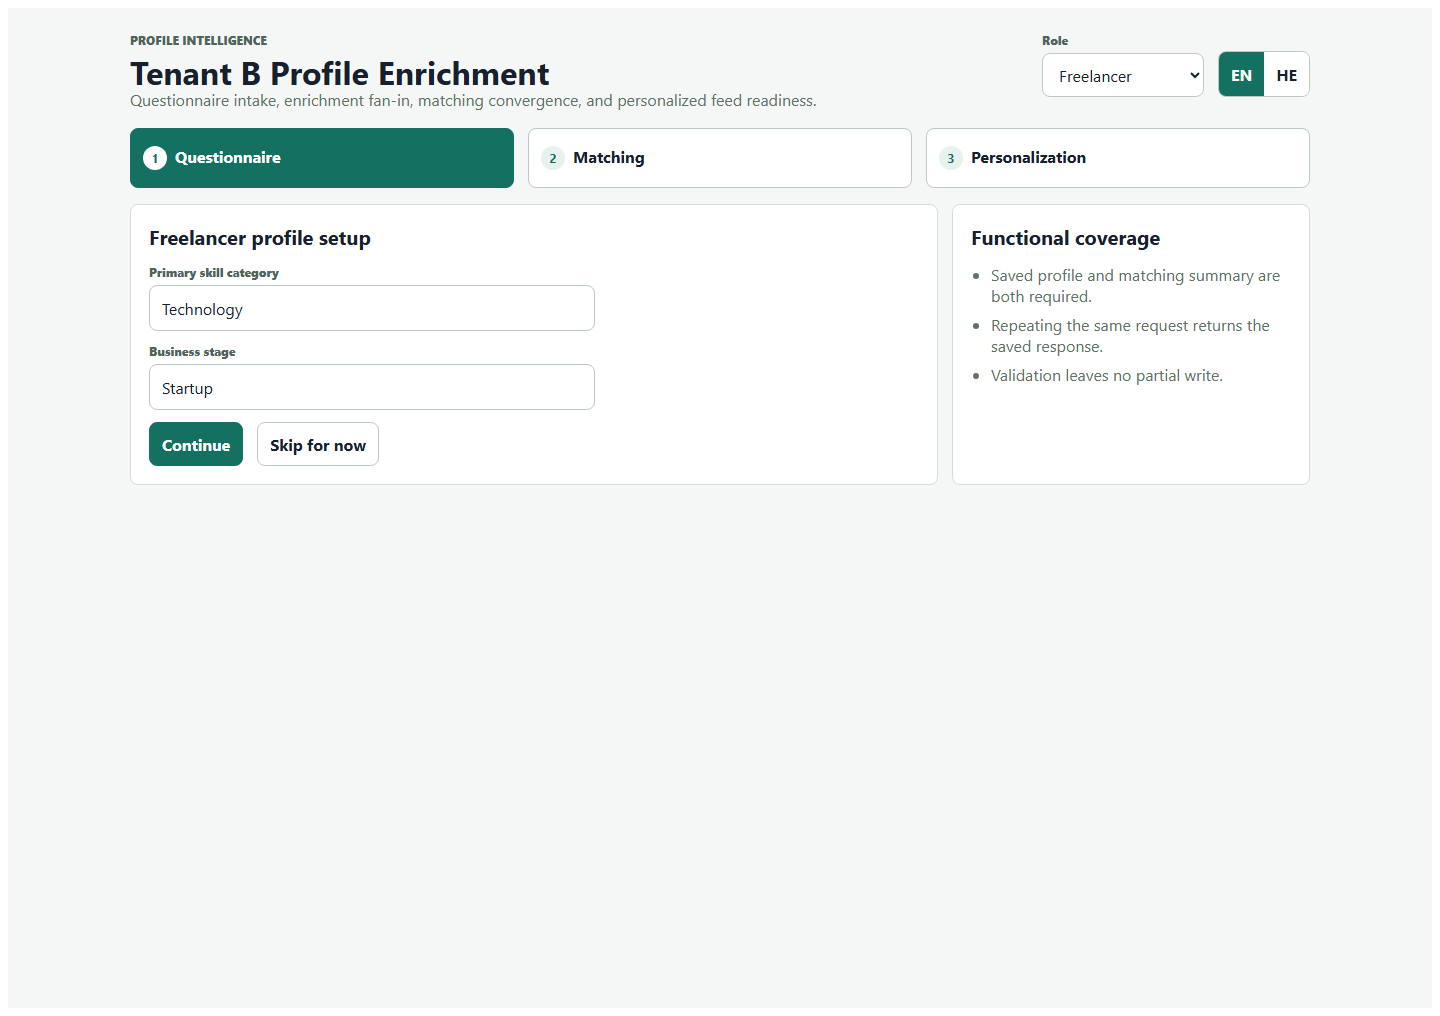 PROFILE INTELLIGENCE
Tenant B Profile Enrichment
Questionnaire intake, enrichment fan-in, matching convergence, and personalized feed readiness.
Role
Freelancer
EN
HE
1 Questionnaire
2 Matching
3 Personalization
Freelancer profile setup
Primary skill category
Technology
Business stage
Startup
Continue
Skip for now
Functional coverage
Saved profile and matching summary are
both required.
Repeating the same request returns the
saved response.
Validation leaves no partial write.